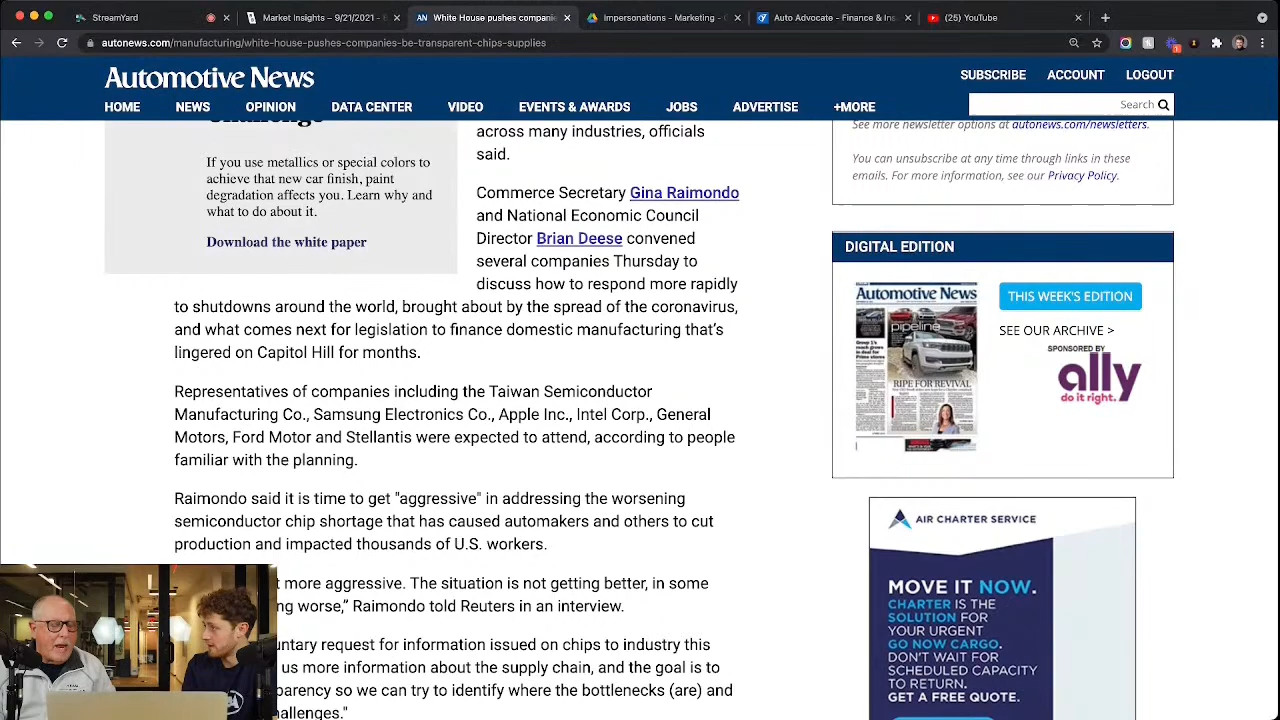 StreamYard
Market Insights – 9/21/2021 -
White House pushes companie
Impersonations - Marketing -
Auto Advocate - Finance & Ins
(25) YouTube
autonews.com/manufacturing/white-house-pushes-companies-be-transparent-chips-supplies
Automotive News
SUBSCRIBE ACCOUNT LOGOUT
HOME NEWS OPINION DATA CENTER VIDEO EVENTS & AWARDS JOBS ADVERTISE +MORE
Search
If you use metallics or special colors to
achieve that new car finish, paint
degradation affects you. Learn why and
what to do about it.
Download the white paper
across many industries, officials
said.
Commerce Secretary Gina Raimondo
and National Economic Council
Director Brian Deese convened
several companies Thursday to
discuss how to respond more rapidly
to shutdowns around the world, brought about by the spread of the coronavirus,
and what comes next for legislation to finance domestic manufacturing that's
lingered on Capitol Hill for months.
Representatives of companies including the Taiwan Semiconductor
Manufacturing Co., Samsung Electronics Co., Apple Inc., Intel Corp., General
Motors, Ford Motor and Stellantis were expected to attend, according to people
familiar with the planning.
Raimondo said it is time to get "aggressive" in addressing the worsening
semiconductor chip shortage that has caused automakers and others to cut
production and impacted thousands of U.S. workers.
t more aggressive. The situation is not getting better, in some
ng worse,” Raimondo told Reuters in an interview.
untary request for information issued on chips to industry this
more information about the supply chain, and the goal is to
parency so we can try to identify where the bottlenecks (are) and
hallenges."
See more newsletter options at autonews.com/newsletters.
You can unsubscribe at any time through links in these
emails. For more information, see our Privacy Policy.
DIGITAL EDITION
Automotive News
pipeline
RIPE FOR REVIVAL
THIS WEEK'S EDITION
SEE OUR ARCHIVE >
SPONSORED BY
ally
do it right.
AIR CHARTER SERVICE
MOVE IT NOW.
CHARTER IS THE
SOLUTION FOR
YOUR URGENT
GO NOW CARGO.
DON'T WAIT FOR
SCHEDULED CAPACITY
TO RETURN.
GET A FREE QUOTE.